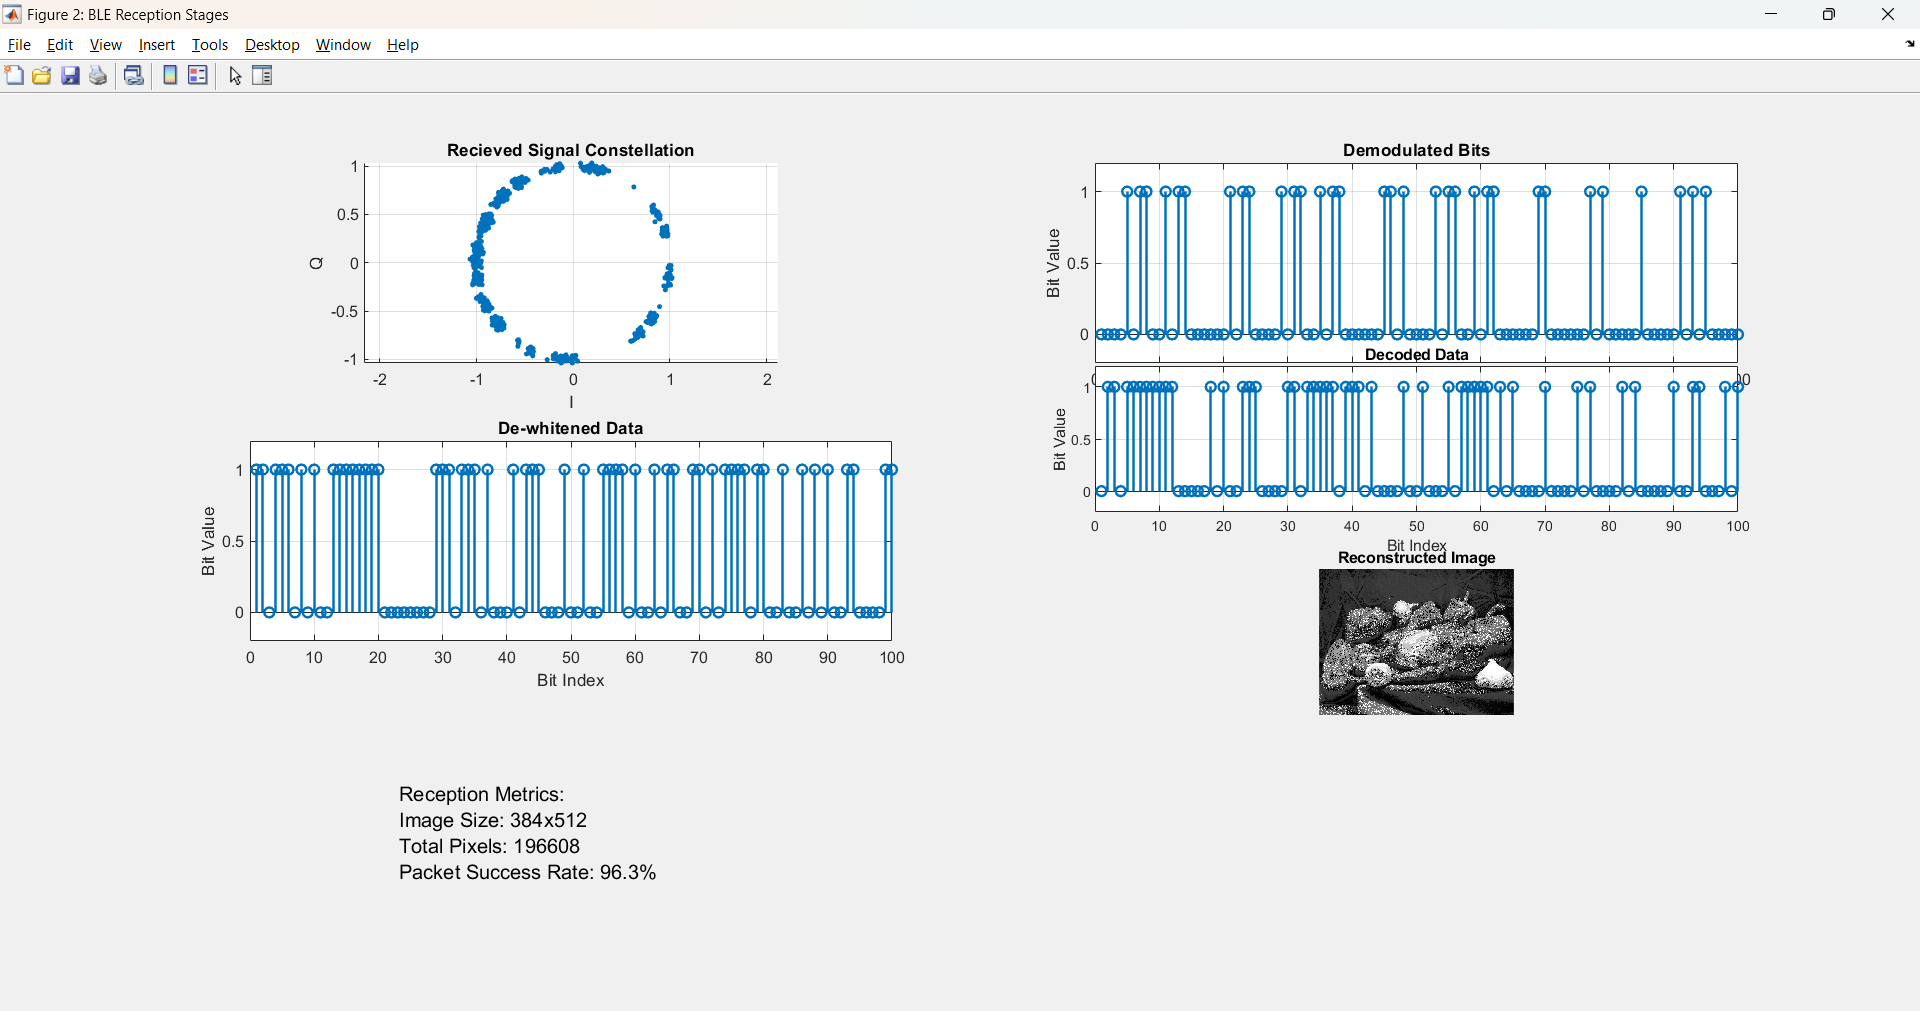 Figure 2: BLE Reception Stages
File Edit View Insert Tools Desktop Window Help
Recieved Signal Constellation
1
0.5
0
-0.5
-1
Q
-2 -1 0 1 2
I
Demodulated Bits
1
0.5
0
Bit Value
De-whitened Data
1
0.5
0
Bit Value
0 10 20 30 40 50 60 70 80 90 100
Bit Index
Decoded Data
1
0.5
0
Bit Value
0 10 20 30 40 50 60 70 80 90 100
Bit Index
Reconstructed Image
Reception Metrics:
Image Size: 384x512
Total Pixels: 196608
Packet Success Rate: 96.3%